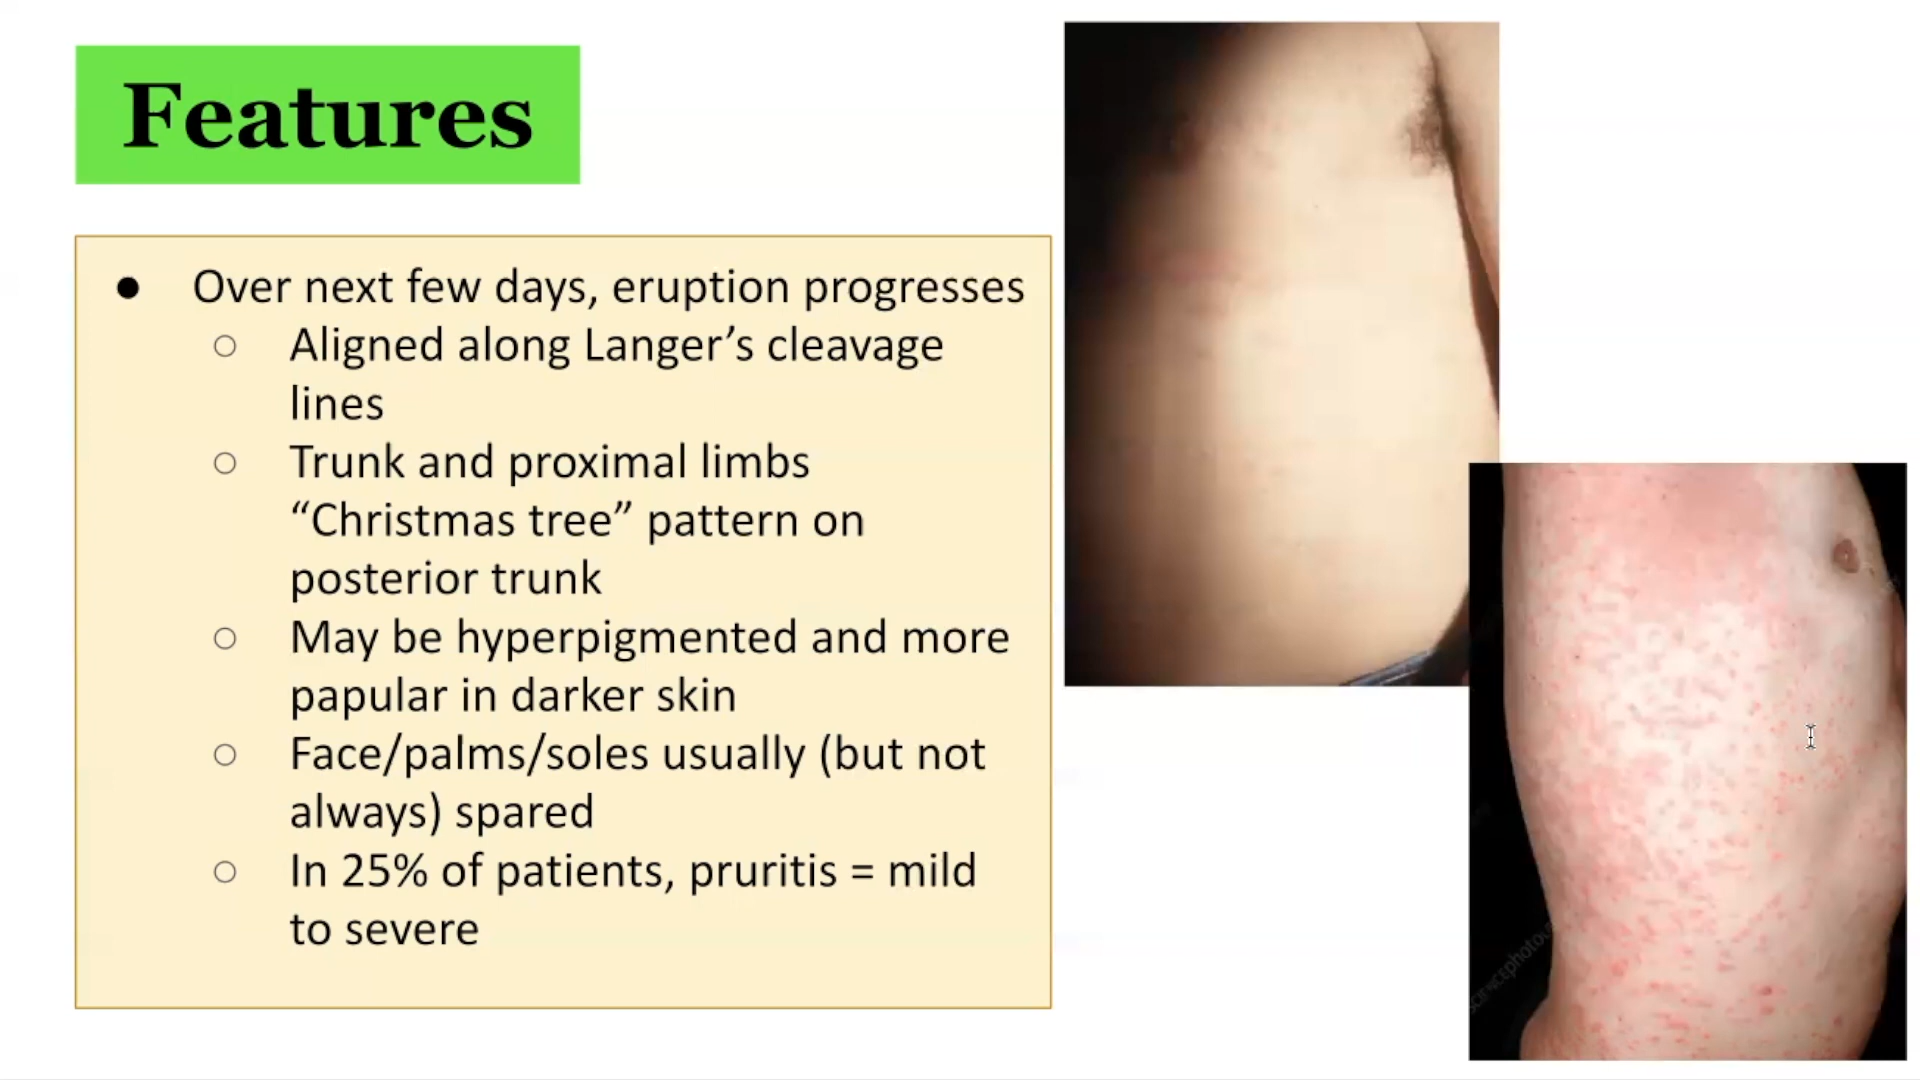 Features
● Over next few days, eruption progresses
○ Aligned along Langer’s cleavage
lines
○ Trunk and proximal limbs
“Christmas tree” pattern on
posterior trunk
○ May be hyperpigmented and more
papular in darker skin
○ Face/palms/soles usually (but not
always) spared
○ In 25% of patients, pruritis = mild
to severe